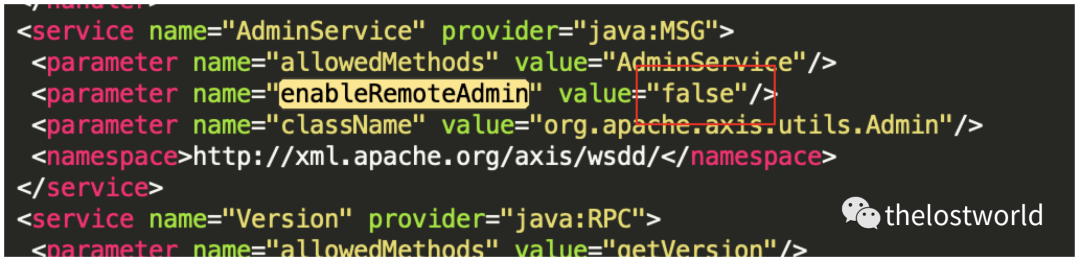 </handler>
<service name="AdminService" provider="java:MSG">
<parameter name="allowedMethods" value="AdminService"/>
<parameter name="enableRemoteAdmin" value="false"/>
<parameter name="className" value="org.apache.axis.utils.Admin"/>
<namespace>http://xml.apache.org/axis/wsdd/</namespace>
</service>
<service name="Version" provider="java:RPC">
<parameter name="allowedMethods" value="getVersion"/>
thelostworld